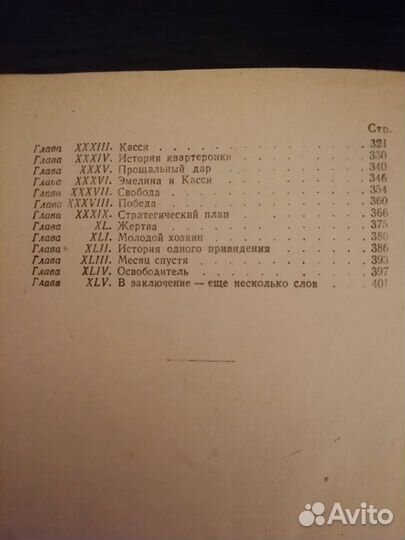 Стр.
Глава XXXIII. Касси . . . . . . . . . . . . . 321
Глава XXXIV. История квартеронки . . . . . . . 330
Глава XXXV. Прощальный дар . . . . . . . . . 340
Глава XXXVI. Эмелина и Касси . . . . . . . . . 346
Глава XXXVII. Свобода . . . . . . . . . . . . 354
Глава XXXVIII. Победа . . . . . . . . . . . . 360
Глава XXXIX. Стратегический план . . . . . . . 366
Глава XL. Жертва . . . . . . . . . . . . 375
Глава XLI. Молодой хозяин . . . . . . . . . 380
Глава XLII. История одного привидения . . . . . 386
Глава XLIII. Месяц спустя . . . . . . . . . . 393
Глава XLIV. Освободитель . . . . . . . . . . 397
Глава XLV. В заключение — еще несколько слов . . 401
Avito